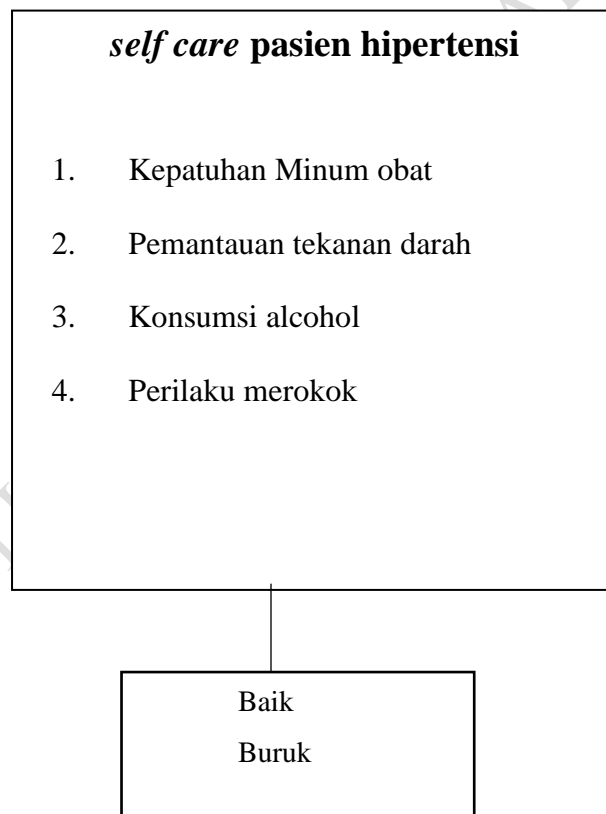 self care pasien hipertensi
1. Kepatuhan Minum obat
2. Pemantauan tekanan darah
3. Konsumsi alcohol
4. Perilaku merokok
Baik
Buruk